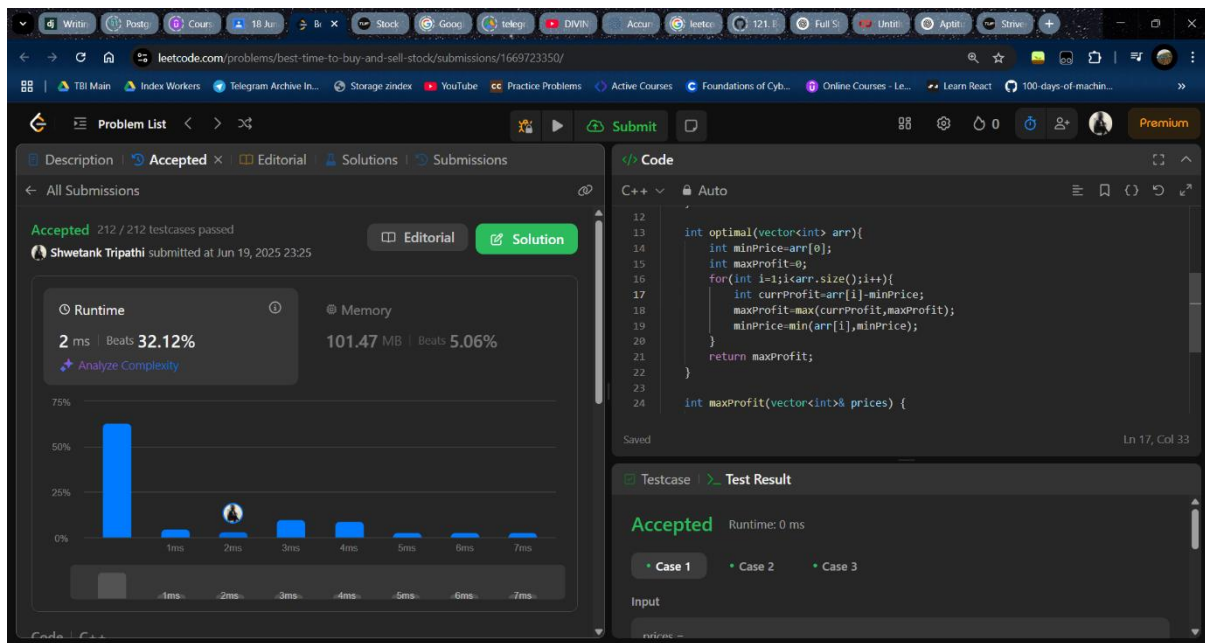 Writin
Postg
Cours
18 Jun
Stock
Goog
telegr
DIVIN
Accun
leetco
121. B
Full S
Untitl
Aptit
Strive
leetcode.com/problems/best-time-to-buy-and-sell-stock/submissions/1669723350/
TBI Main
Index Workers
Telegram Archive In...
Storage zindex
YouTube
Practice Problems
Active Courses
Foundations of Cyb...
Online Courses - Le...
Learn React
100-days-of-machin...
Problem List
Submit
0
Premium
Description
Accepted
Editorial
Solutions
Submissions
All Submissions
Accepted 212 / 212 testcases passed
Shwetank Tripathi submitted at Jun 19, 2025 23:25
Editorial
Solution
Runtime
2 ms Beats 32.12%
Analyze Complexity
Memory
101.47 MB Beats 5.06%
75%
50%
25%
0%
1ms 2ms 3ms 4ms 5ms 6ms 7ms
1ms 2ms 3ms 4ms 5ms 6ms 7ms
Code C++
</> Code
C++ Auto
12
13 int optimal(vector<int> arr){
14 int minPrice=arr[0];
15 int maxProfit=0;
16 for(int i=1;i<arr.size();i++){
17 int currProfit=arr[i]-minPrice;
18 maxProfit=max(currProfit,maxProfit);
19 minPrice=min(arr[i],minPrice);
20 }
21 return maxProfit;
22 }
23
24 int maxProfit(vector<int>& prices) {
Saved
Ln 17, Col 33
Testcase
>_ Test Result
Accepted Runtime: 0 ms
• Case 1 • Case 2 • Case 3
Input
prices =